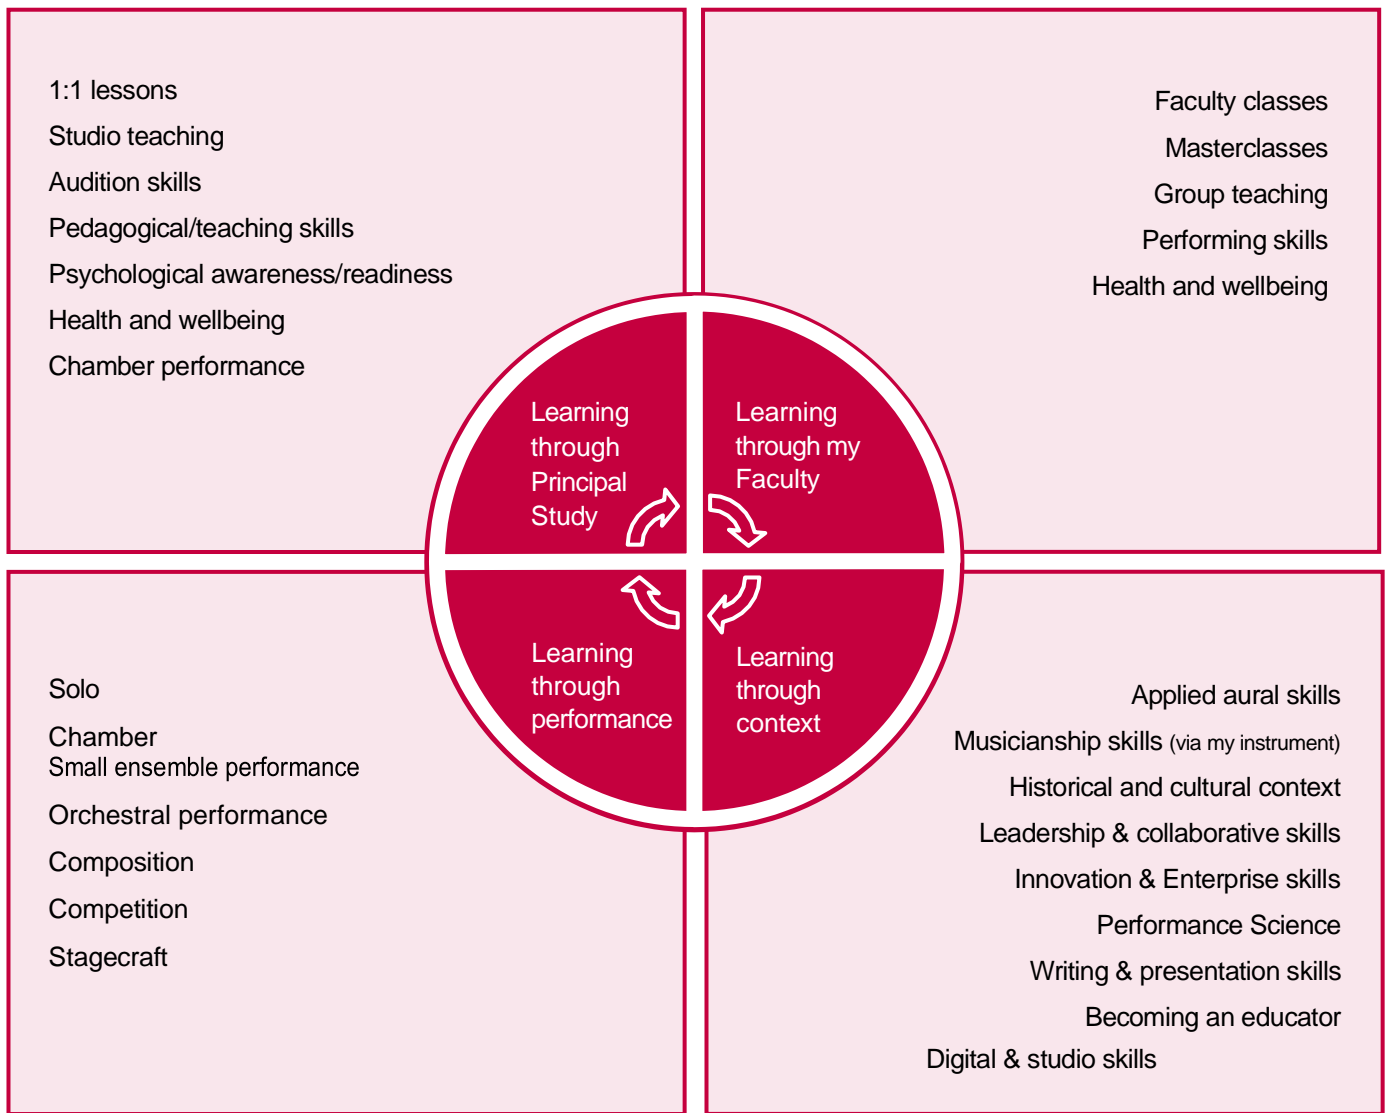 1:1 lessons
Studio teaching
Audition skills
Pedagogical/teaching skills
Psychological awareness/readiness
Health and wellbeing
Chamber performance
Faculty classes
Masterclasses
Group teaching
Performing skills
Health and wellbeing
Learning
through
Principal
Study
Learning
through my
Faculty
Learning
through
performance
Learning
through
context
Solo
Chamber
Small ensemble performance
Orchestral performance
Composition
Competition
Stagecraft
Applied aural skills
Musicianship skills (via my instrument)
Historical and cultural context
Leadership & collaborative skills
Innovation & Enterprise skills
Performance Science
Writing & presentation skills
Becoming an educator
Digital & studio skills